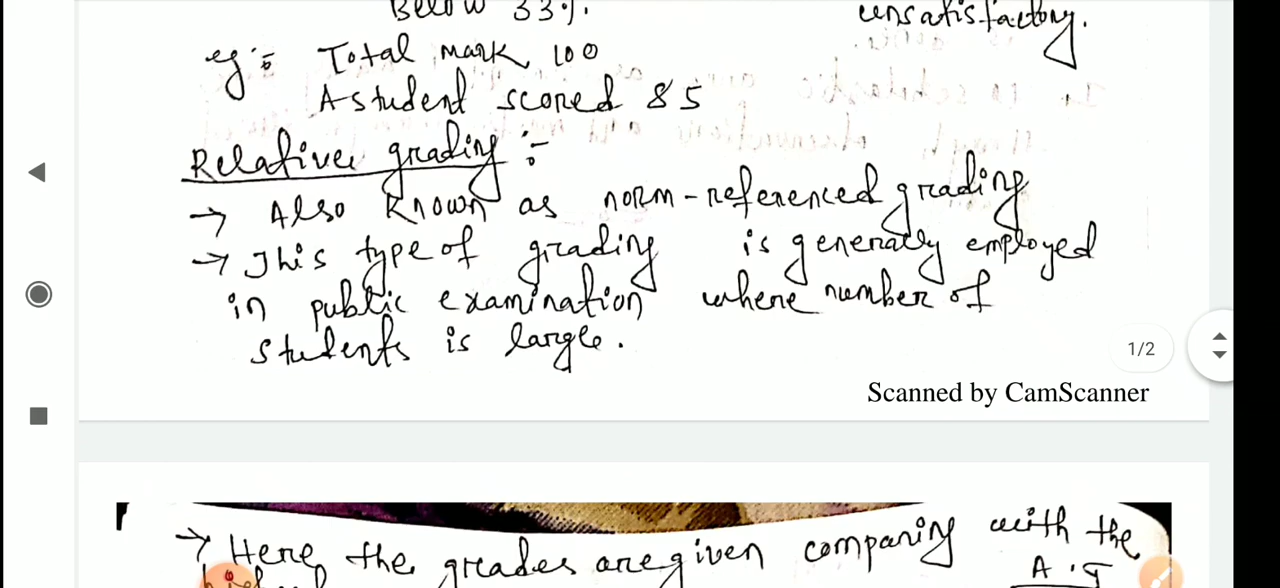 Below 33%.
unsatisfactory.
eg:- Total mark 100
A student scored 85
Relative grading :-
→ Also known as norm-referenced grading
→ This type of grading is generally employed
in public examination where number of
students is large.
1/2
Scanned by CamScanner
→ Here the grades are given comparing with the